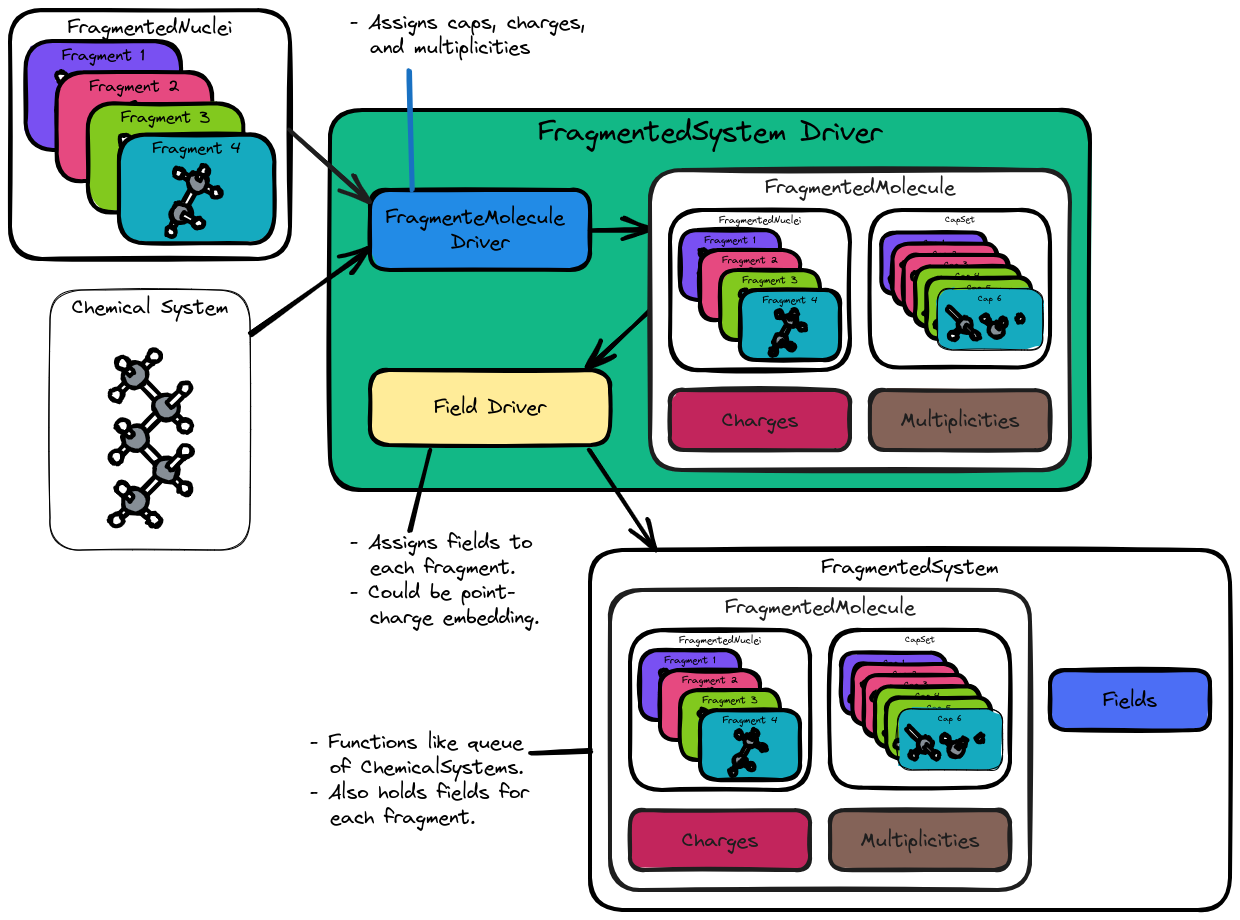 FragmentedNuclei
Fragment 1
Fragment 2
Fragment 3
Fragment 4
- Assigns caps, charges,
and multiplicities
Chemical System
FragmentedSystem Driver
FragmenteMolecule
Driver
FragmentedMolecule
FragmentedNuclei
Fragment 1
Fragment 2
Fragment 3
Fragment 4
CapSet
Cap 6
Charges
Multiplicities
Field Driver
- Assigns fields to
each fragment.
- Could be point-
charge embedding.
FragmentedSystem
FragmentedMolecule
FragmentedNuclei
Fragment 1
Fragment 2
Fragment 3
Fragment 4
CapSet
Cap 6
Charges
Multiplicities
Fields
- Functions like queue
of ChemicalSystems.
- Also holds fields for
each fragment.